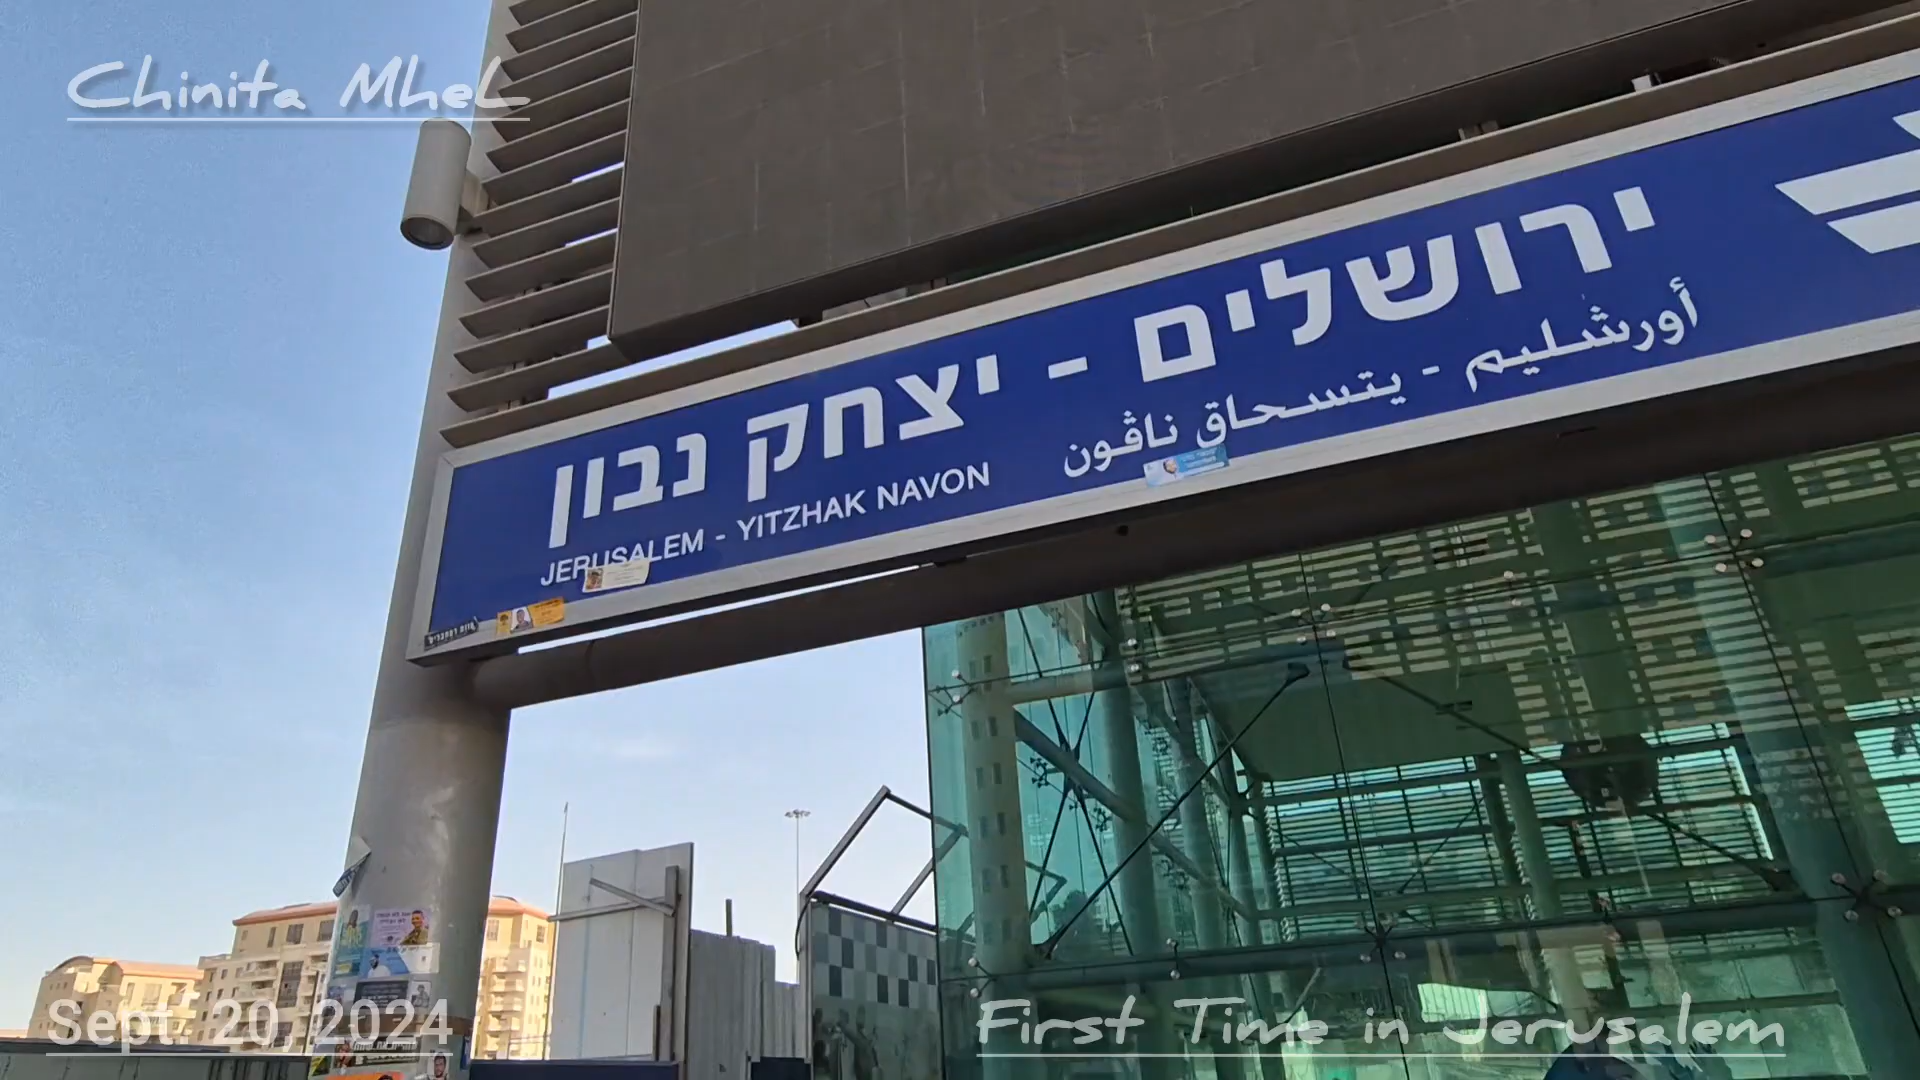 Chinita MheL
ירושלים - יצחק נבון
أورشليم - يتسحاق ناڤون
JERUSALEM - YITZHAK NAVON
Sept. 20, 2024
First Time in Jerusalem